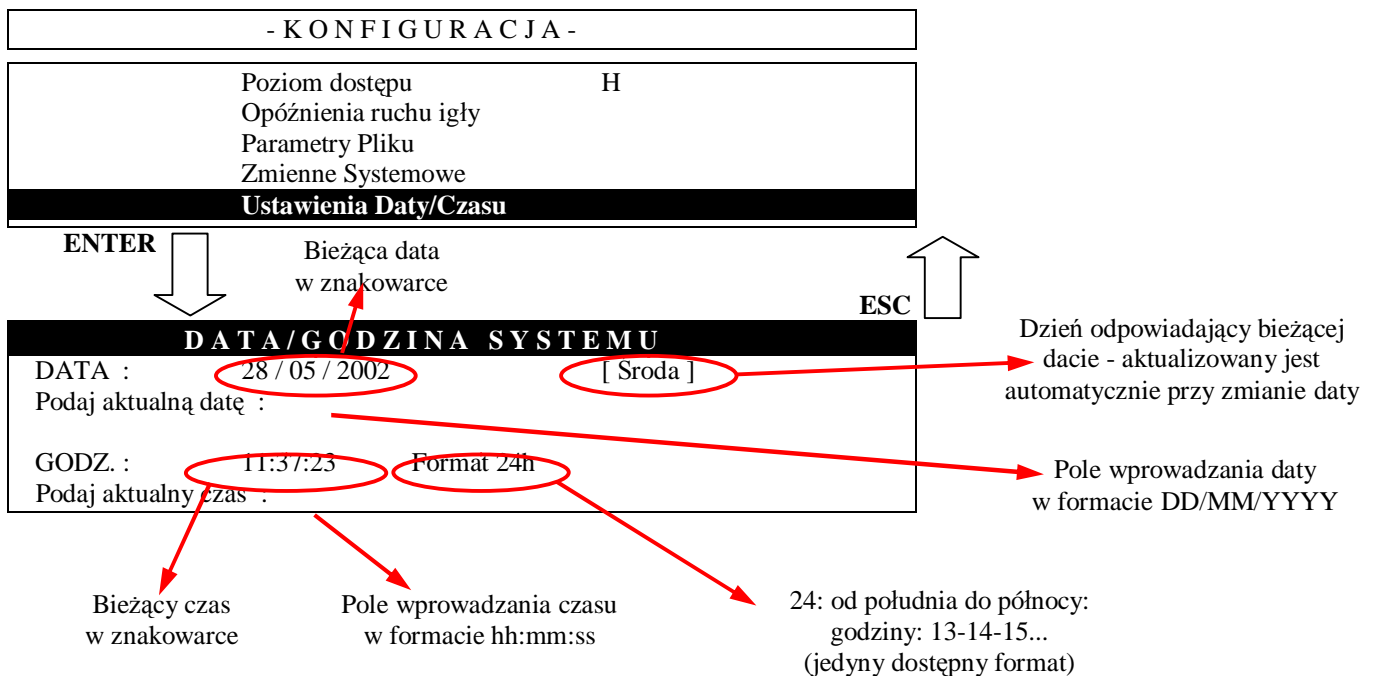 - K O N F I G U R A C J A -
Poziom dostępu H
Opóźnienia ruchu igły
Parametry Pliku
Zmienne Systemowe
Ustawienia Daty/Czasu
ENTER
Bieżąca data
w znakowarce
ESC
D A T A / G O D Z I N A S Y S T E M U
DATA : 28 / 05 / 2002 [ Sroda ]
Podaj aktualną datę :
GODZ. : 11:37:23 Format 24h
Podaj aktualny czas :
Dzień odpowiadający bieżącej
dacie - aktualizowany jest
automatycznie przy zmianie daty
Pole wprowadzania daty
w formacie DD/MM/YYYY
Bieżący czas
w znakowarce
Pole wprowadzania czasu
w formacie hh:mm:ss
24: od południa do północy:
godziny: 13-14-15...
(jedyny dostępny format)